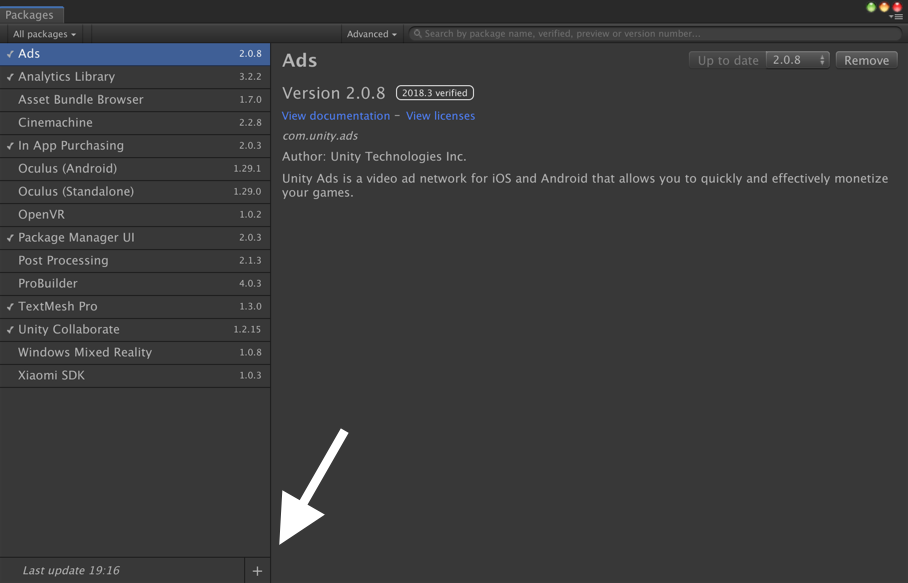 Packages
All packages
Advanced
Search by package name, verified, preview or version number...
Ads 2.0.8
Analytics Library 3.2.2
Asset Bundle Browser 1.7.0
Cinemachine 2.2.8
In App Purchasing 2.0.3
Oculus (Android) 1.29.1
Oculus (Standalone) 1.29.0
OpenVR 1.0.2
Package Manager UI 2.0.3
Post Processing 2.1.3
ProBuilder 4.0.3
TextMesh Pro 1.3.0
Unity Collaborate 1.2.15
Windows Mixed Reality 1.0.8
Xiaomi SDK 1.0.3
Last update 19:16 +
Ads
Up to date 2.0.8 Remove
Version 2.0.8 2018.3 verified
View documentation - View licenses
com.unity.ads
Author: Unity Technologies Inc.
Unity Ads is a video ad network for iOS and Android that allows you to quickly and effectively monetize
your games.